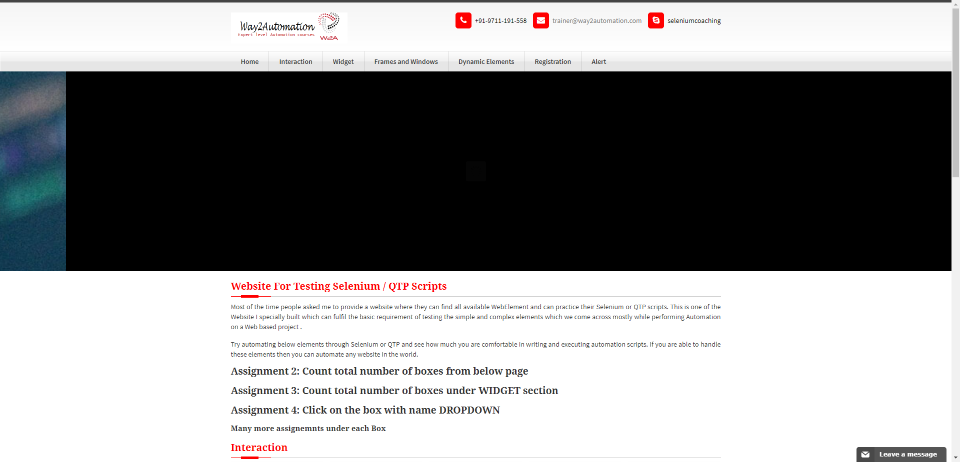 Way2Automation
Expert level Automation courses
W2A
+91-9711-191-558
trainer@way2automation.com
seleniumcoaching
Home
Interaction
Widget
Frames and Windows
Dynamic Elements
Registration
Alert
Website For Testing Selenium / QTP Scripts
Most of the time people asked me to provide a website where they can find all available WebElement and can practice their Selenium or QTP scripts. This is one of the
Website I specially built which can fulfil the basic requirement of testing the simple and complex elements which we come across mostly while performing Automation
on a Web based project .
Try automating below elements through Selenium or QTP and see how much you are comfortable in writing and executing automation scripts. If you are able to handle
these elements then you can automate any website in the world.
Assignment 2: Count total number of boxes from below page
Assignment 3: Count total number of boxes under WIDGET section
Assignment 4: Click on the box with name DROPDOWN
Many more assignemnts under each Box
Interaction
Leave a message